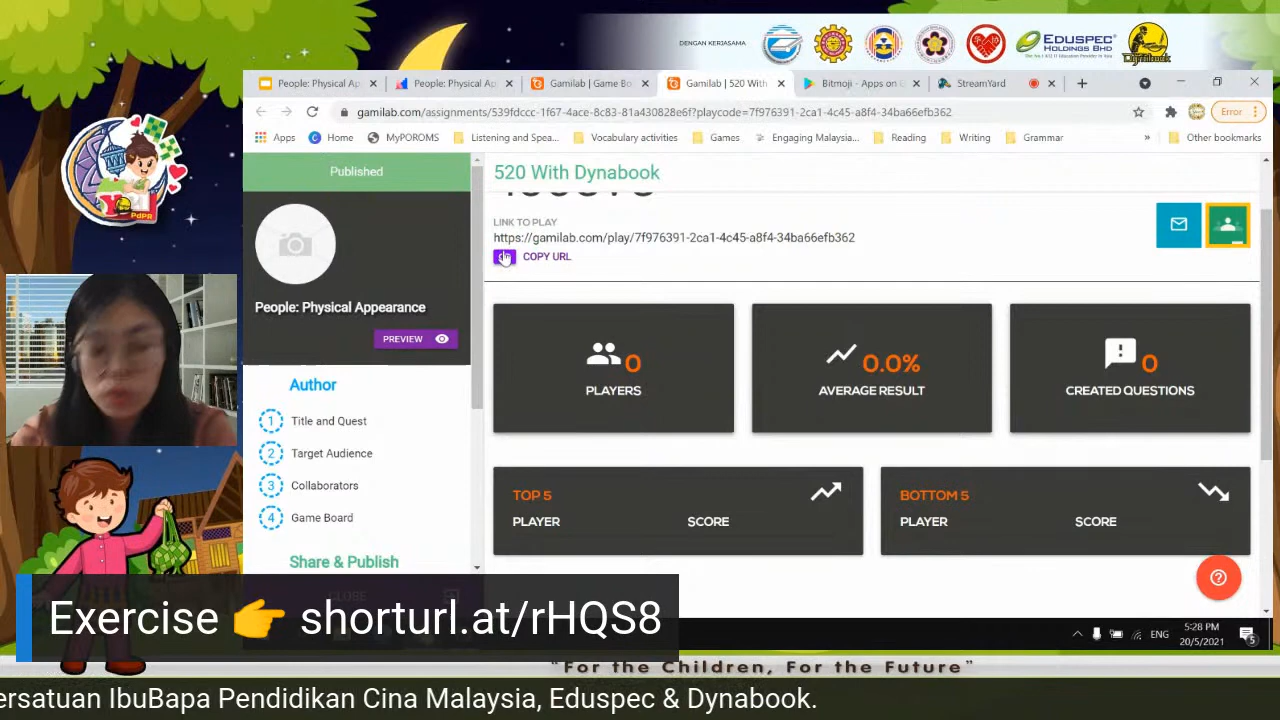 DENGAN KERJASAMA
EDUSPEC
HOLDINGS BHD
Dynabook
PdPR
People: Physical Ap
People: Physical Ap
Gamilab | Game Bo
Gamilab | 520 With
Bitmoji - Apps on
StreamYard
gamilab.com/assignments/539fdccc-1f67-4ace-8c83-81a430828e6f?playcode=7f976391-2ca1-4c45-a8f4-34ba66efb362
Error
Apps
Home
MyPOROMS
Listening and Spea...
Vocabulary activities
Games
Engaging Malaysia...
Reading
Writing
Grammar
»
Other bookmarks
Published
520 With Dynabook
LINK TO PLAY
https://gamilab.com/play/7f976391-2ca1-4c45-a8f4-34ba66efb362
COPY URL
People: Physical Appearance
PREVIEW
Author
1 Title and Quest
2 Target Audience
3 Collaborators
4 Game Board
Share & Publish
CLOSE
0
PLAYERS
0.0%
AVERAGE RESULT
0
CREATED QUESTIONS
TOP 5
PLAYER SCORE
BOTTOM 5
PLAYER SCORE
Exercise 👉 shorturl.at/rHQS8
ENG
5:28 PM
20/5/2021
5
"For the Children, For the Future"
ersatuan IbuBapa Pendidikan Cina Malaysia, Eduspec & Dynabook.